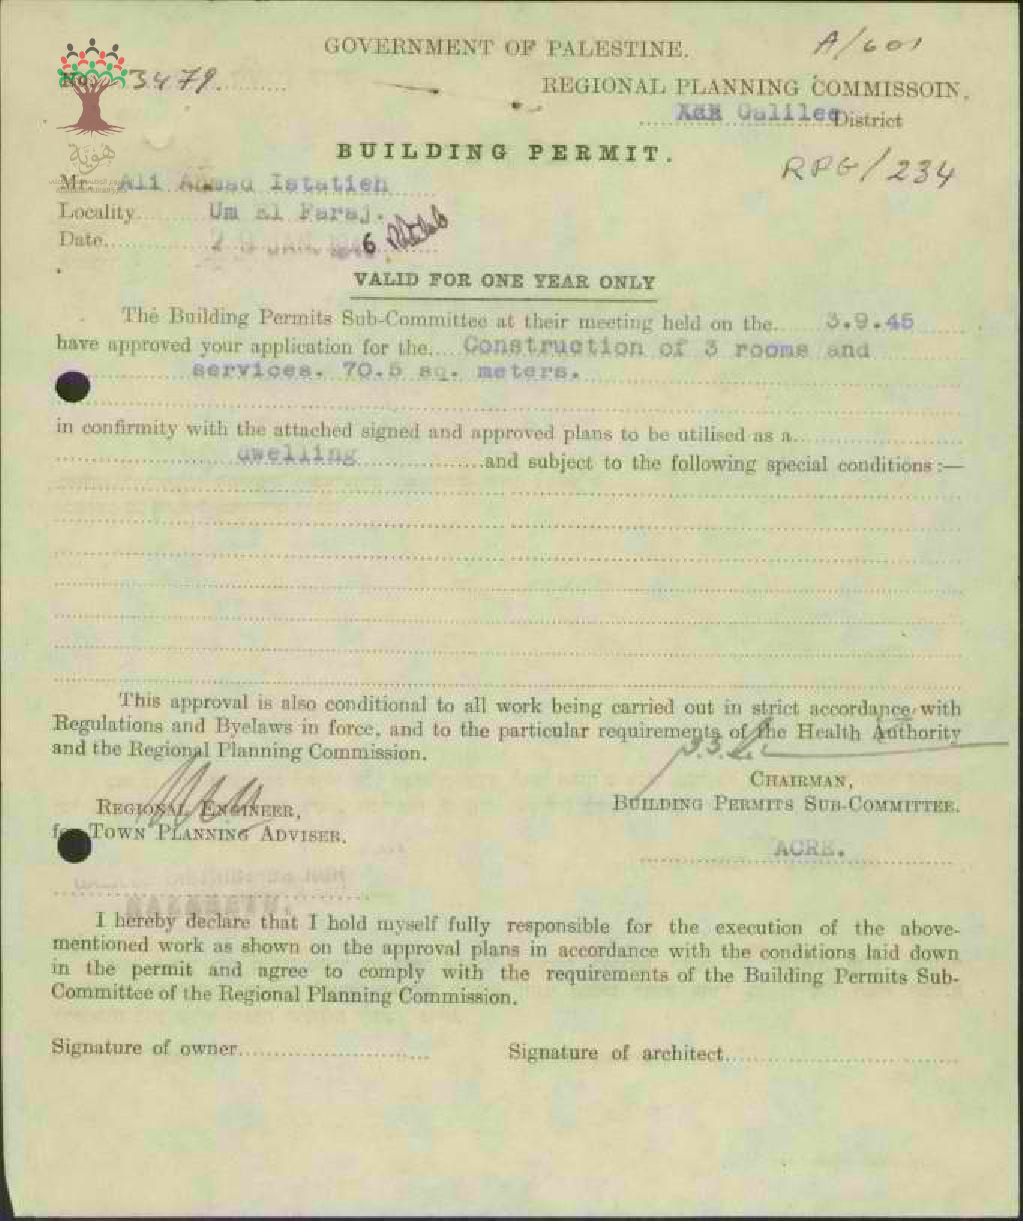 GOVERNMENT OF PALESTINE.
A/601
No. 3479.
REGIONAL PLANNING COMMISSOIN.
Galilee District
BUILDING PERMIT.
RPG/234
هوية
Mr. Ali Ahmad Istatieh
Locality Um El Faraj.
Date 29 JAN. 6
VALID FOR ONE YEAR ONLY
The Building Permits Sub-Committee at their meeting held on the 3.9.45
have approved your application for the Construction of 3 rooms and
services. 70.5 sq. meters.
in confirmity with the attached signed and approved plans to be utilised as a
dwelling and subject to the following special conditions :—
This approval is also conditional to all work being carried out in strict accordance with
Regulations and Byelaws in force, and to the particular requirements of the Health Authority
and the Regional Planning Commission.
REGIONAL ENGINEER,
for TOWN PLANNING ADVISER.
CHAIRMAN,
BUILDING PERMITS SUB-COMMITTEE.
ACRE.
NAZARETH.
I hereby declare that I hold myself fully responsible for the execution of the above-
mentioned work as shown on the approval plans in accordance with the conditions laid down
in the permit and agree to comply with the requirements of the Building Permits Sub-
Committee of the Regional Planning Commission.
Signature of owner
Signature of architect